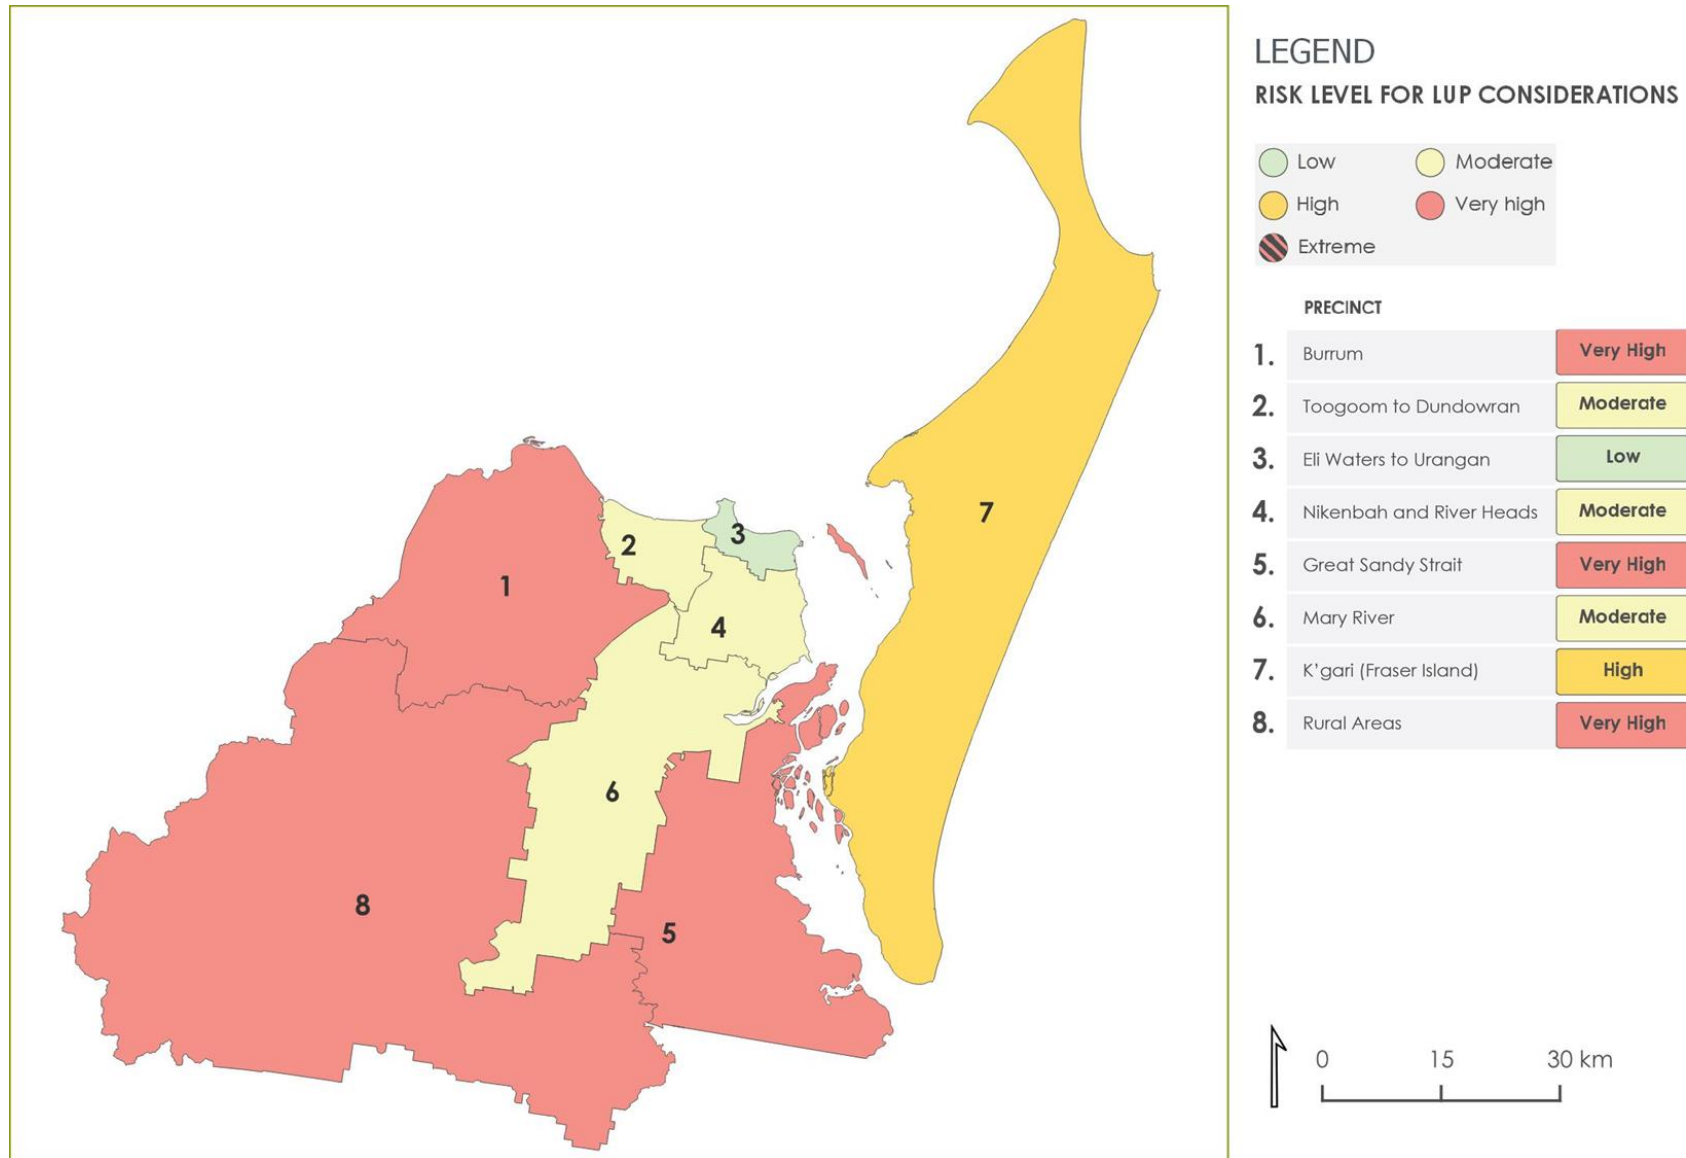 LEGEND
RISK LEVEL FOR LUP CONSIDERATIONS
Low
Moderate
High
Very high
Extreme
PRECINCT
1. Burrum Very High
2. Toogoom to Dundowran Moderate
3. Eli Waters to Urangan Low
4. Nikenbah and River Heads Moderate
5. Great Sandy Strait Very High
6. Mary River Moderate
7. K'gari (Fraser Island) High
8. Rural Areas Very High
0 15 30 km
7
3
2
1
4
6
8
5